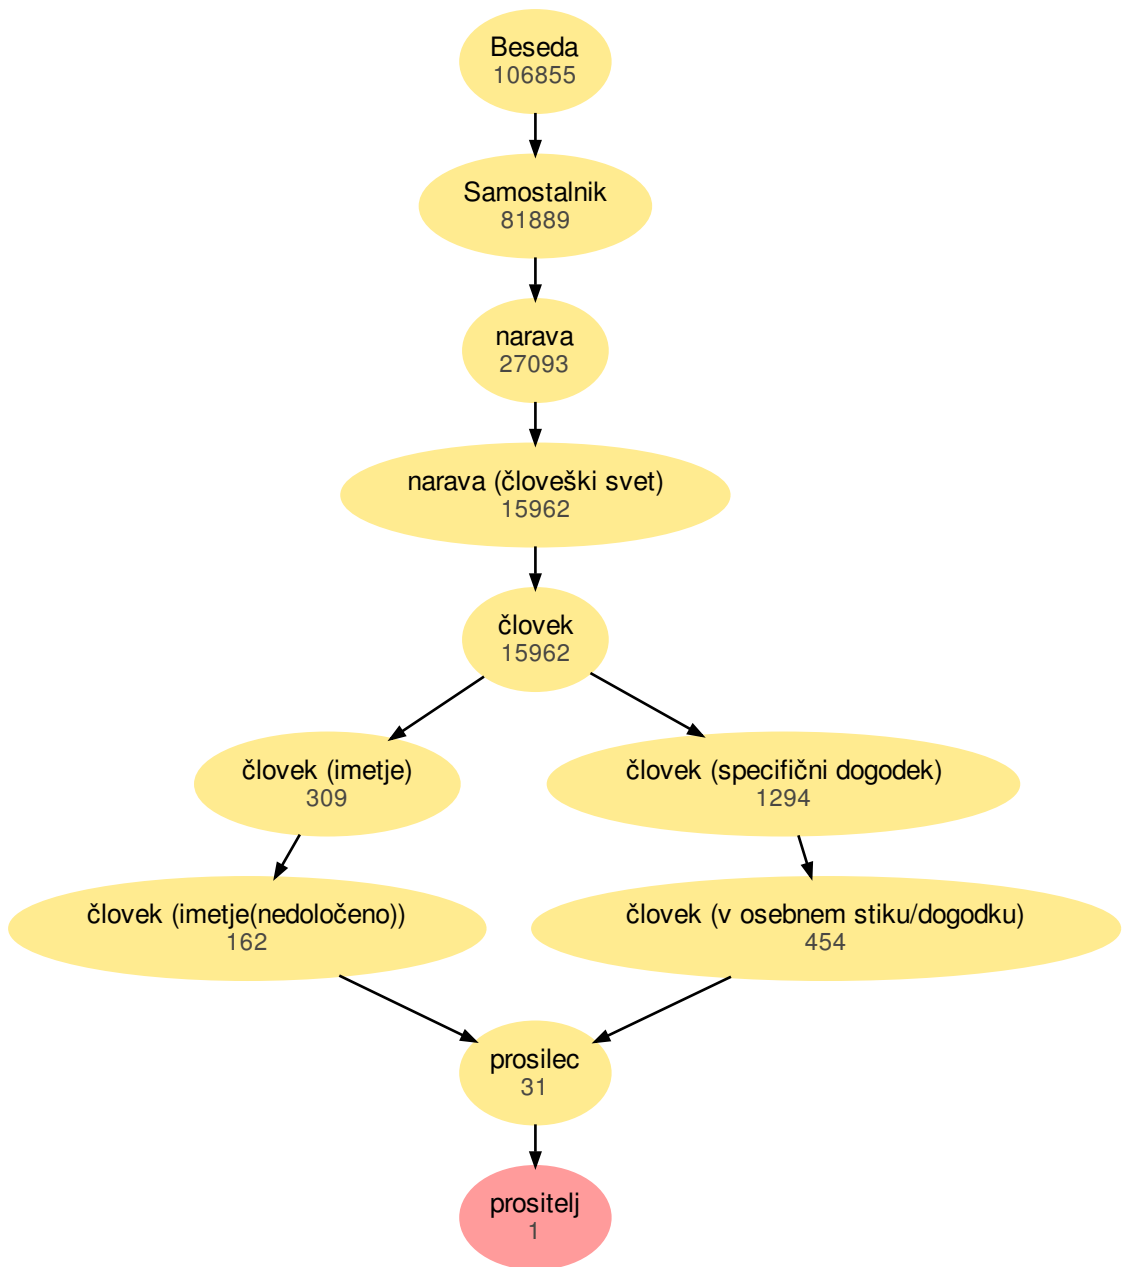 Beseda
106855
Samostalnik
81889
narava
27093
narava (človeški svet)
15962
človek
15962
človek (imetje)
309
človek (specifični dogodek)
1294
človek (imetje(nedoločeno))
162
človek (v osebnem stiku/dogodku)
454
prosilec
31
prositelj
1